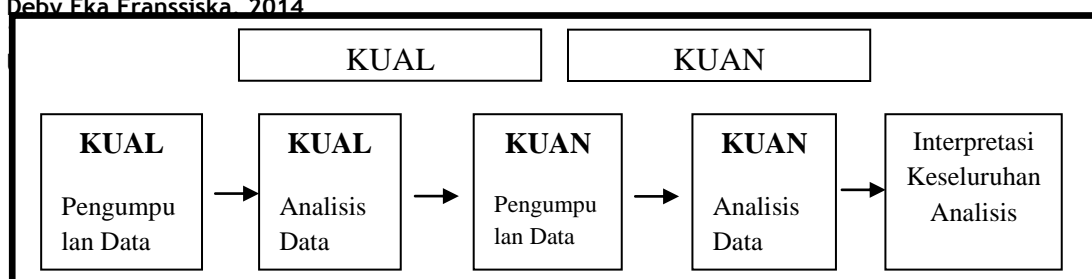 Deby Eka Franssiska, 2014
KUAL KUAN
KUAL
Pengumpu
lan Data
KUAL
Analisis
Data
KUAN
Pengumpu
lan Data
KUAN
Analisis
Data
Interpretasi
Keseluruhan
Analisis